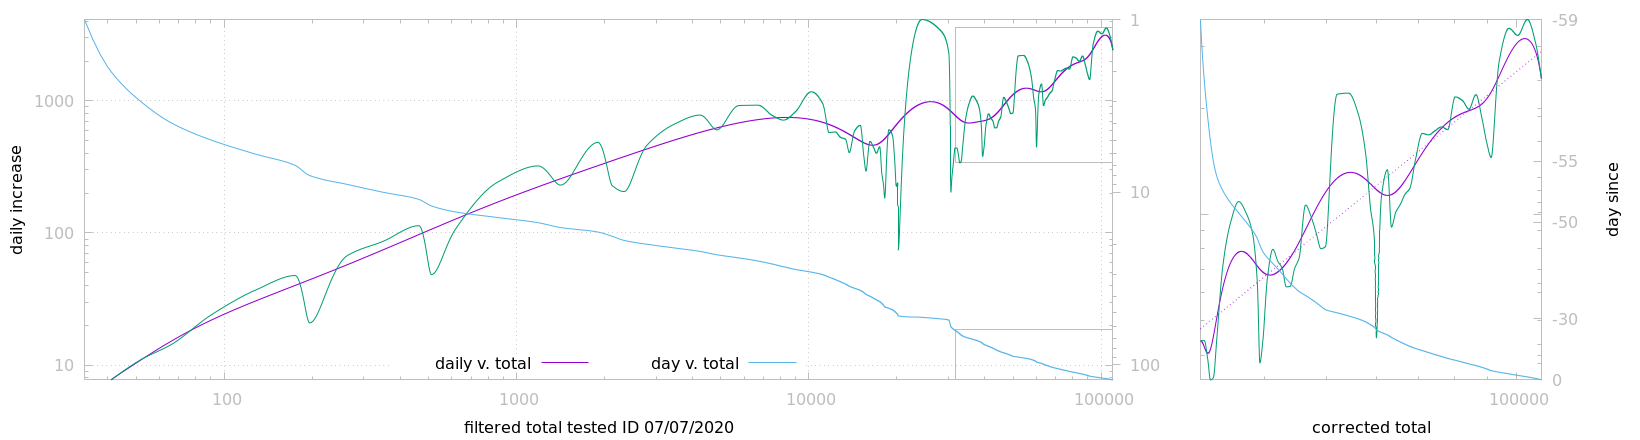 1000
100
10
daily increase
daily v. total
day v. total
100
1000
10000
100000
filtered total tested ID 07/07/2020
1
10
100
-59
-55
-50
-30
0
day since
100000
corrected total